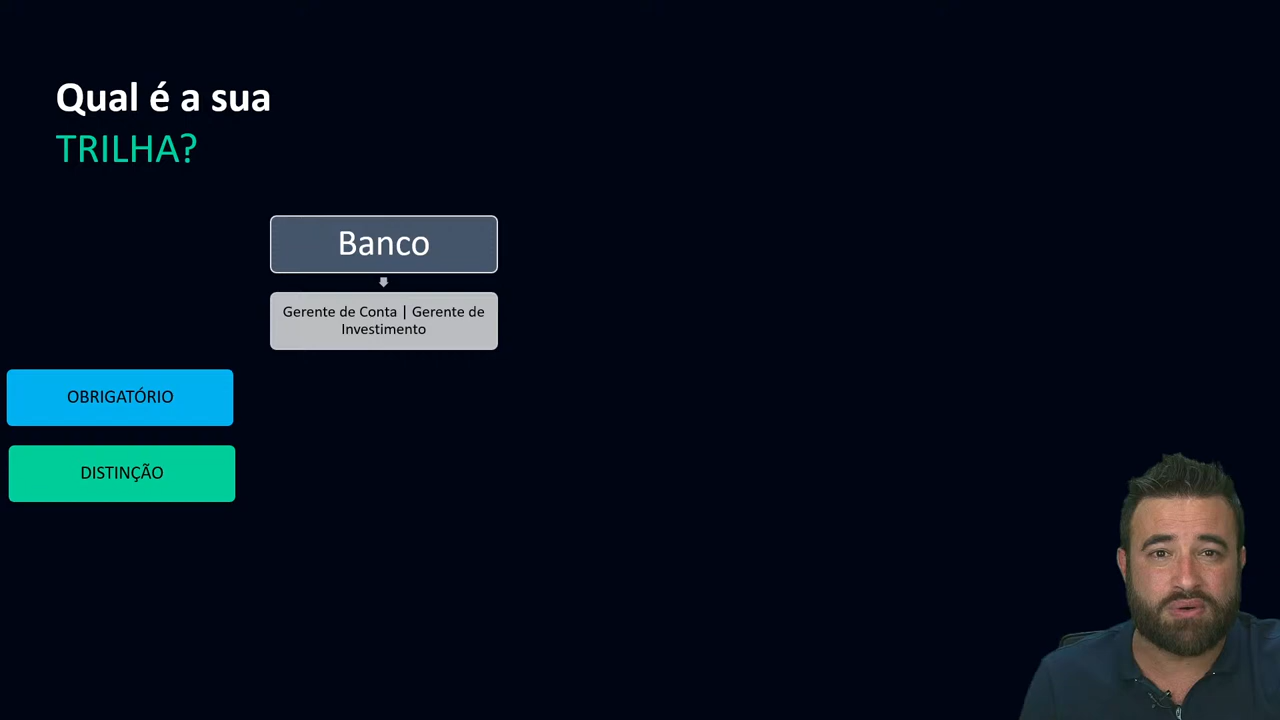 Qual é a sua
TRILHA?
Banco
Gerente de Conta | Gerente de
Investimento
OBRIGATÓRIO
DISTINÇÃO